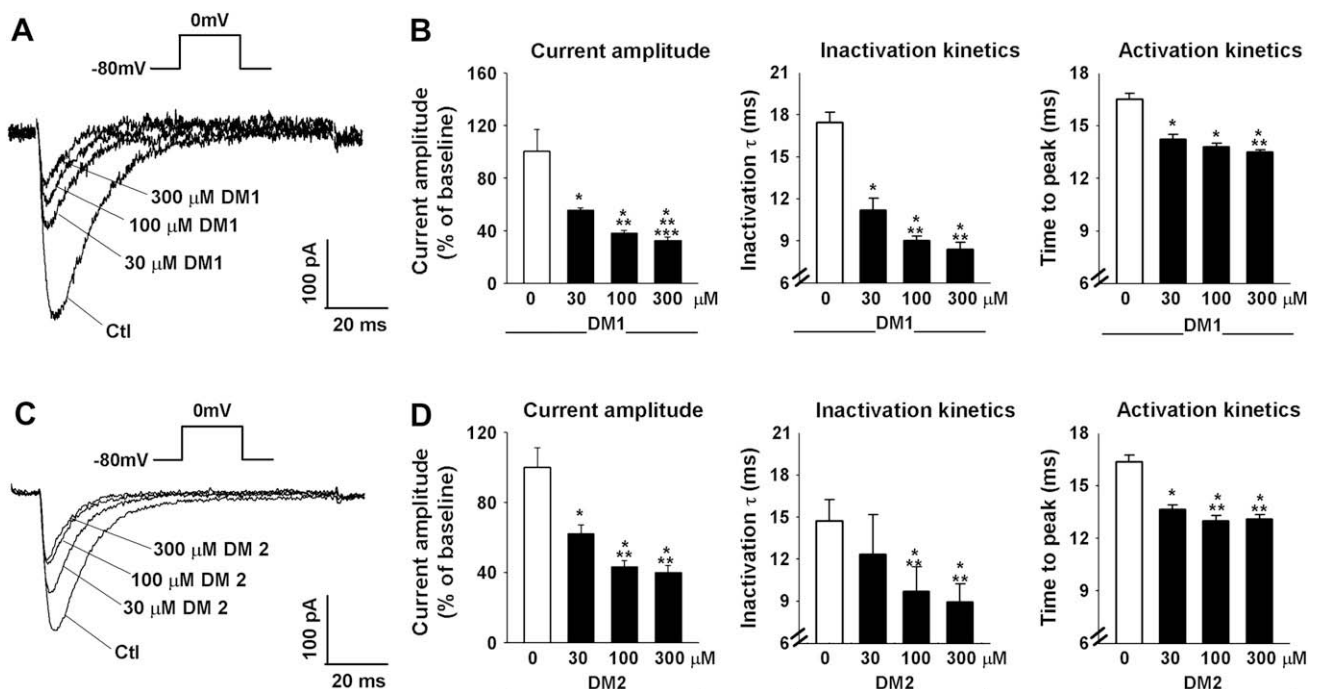 A
0mV
-80mV
300 μM DM1
100 μM DM1
30 μM DM1
Ctl
100 pA
20 ms
B
Current amplitude
Current amplitude
(% of baseline)
160
120
80
40
0
*
*
**
*
**
***
0 30 100 300 μM
DM1
Inactivation kinetics
Inactivation τ (ms)
21
18
15
12
9
6
*
*
**
*
**
0 30 100 300 μM
DM1
Activation kinetics
Time to peak (ms)
18
15
12
9
6
*
*
*
**
0 30 100 300 μM
DM1
C
0mV
-80mV
300 μM DM 2
100 μM DM 2
30 μM DM 2
Ctl
100 pA
20 ms
D
Current amplitude
Current amplitude
(% of baseline)
120
80
40
0
*
*
**
*
**
0 30 100 300 μM
DM2
Inactivation kinetics
Inactivation τ (ms)
21
18
15
12
9
6
*
**
*
**
0 30 100 300 μM
DM2
Activation kinetics
Time to peak (ms)
18
15
12
9
6
*
*
**
*
**
0 30 100 300 μM
DM2